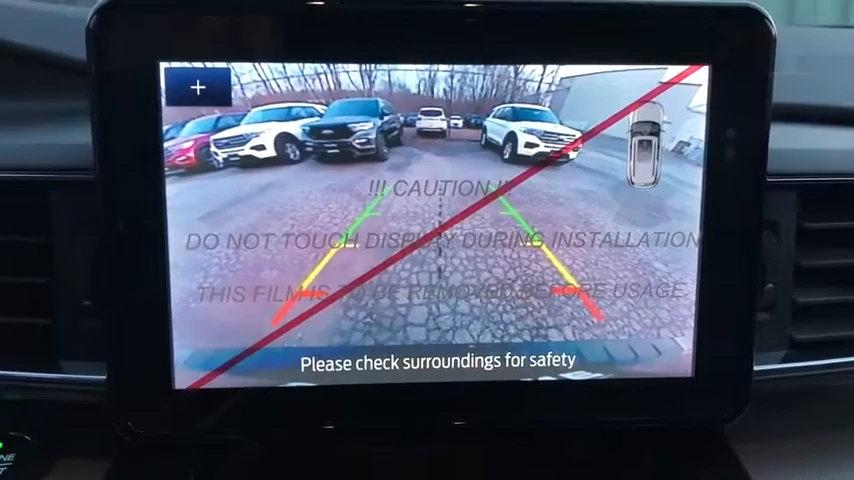 +
!!! CAUTION !!!
DO NOT TOUCH DISPLAY DURING INSTALLATION
THIS FILM IS TO BE REMOVED BEFORE USAGE
Please check surroundings for safety